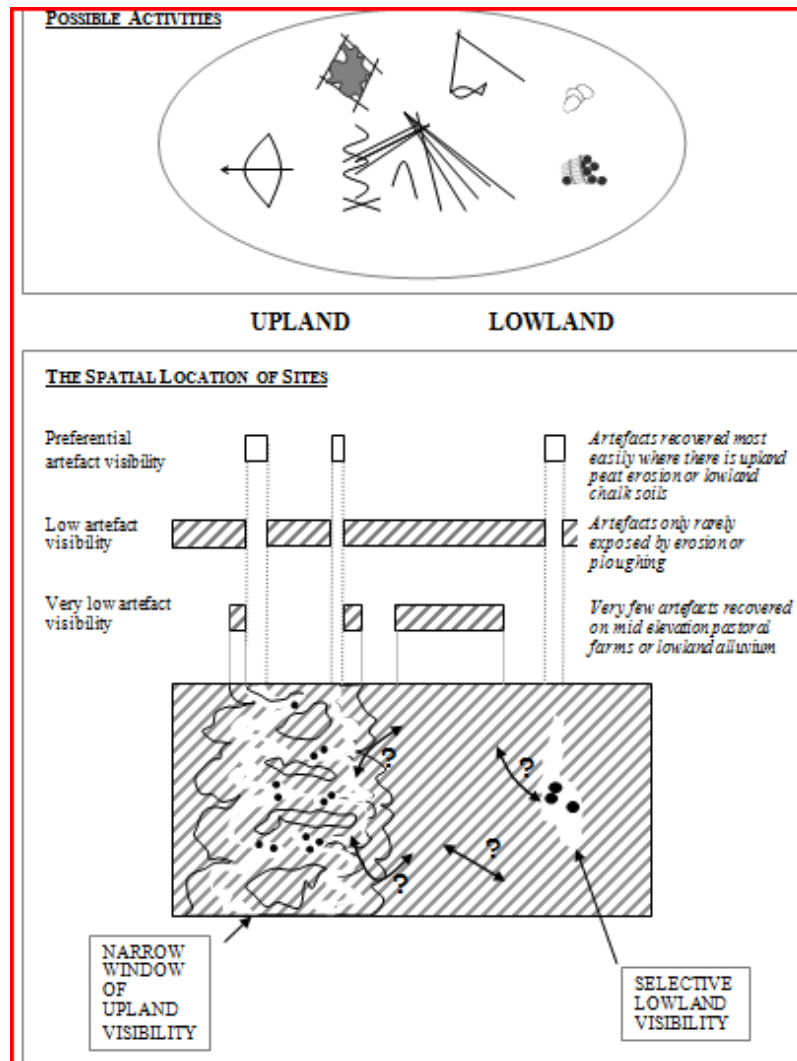 POSSIBLE ACTIVITIES
UPLAND LOWLAND
THE SPATIAL LOCATION OF SITES
Preferential
artefact visibility
Artefacts recovered most
easily where there is upland
peat erosion or lowland
chalk soils
Low artefact
visibility
Artefacts only rarely
exposed by erosion or
ploughing
Very low artefact
visibility
Very few artefacts recovered
on mid elevation pastoral
farms or lowland alluvium
?
?
?
?
NARROW
WINDOW
OF
UPLAND
VISIBILITY
SELECTIVE
LOWLAND
VISIBILITY